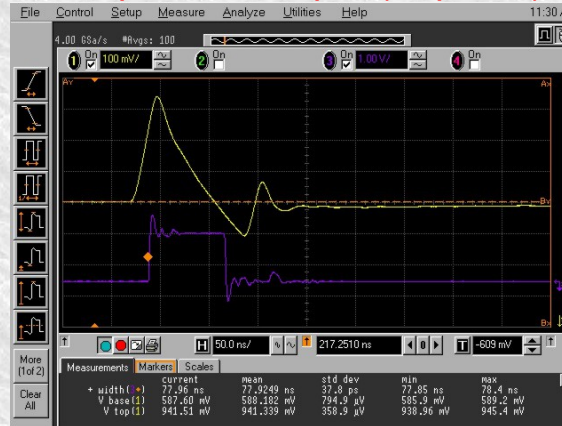 File Control Setup Measure Analyze Utilities Help 11:30
4.00 GSa/s #Avgs: 100
1 On 100 mV/ 2 On 3 On 1.00 V/ 4 On
Ay Ax
By
Bx
H 50.0 ns/ 217.2510 ns 0 T -609 mV
More
(1 of 2)
Clear
All
Measurements Markers Scales
current mean std dev min max
+ width( ) 77.96 ns 77.9249 ns 37.8 ps 77.85 ns 78.4 ns
V base(1) 587.60 mV 588.182 mV 794.9 µV 585.9 mV 589.2 mV
V top(1) 941.51 mV 941.339 mV 358.9 µV 938.96 mV 945.4 mV